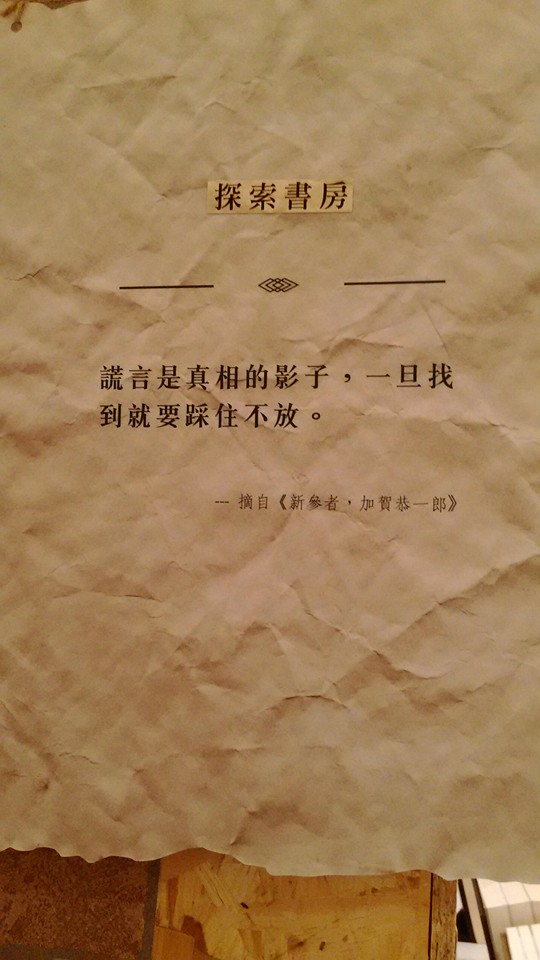 探索書房
謊言是真相的影子，一旦找
到就要踩住不放。
--- 摘自《新參者，加賀恭一郎》